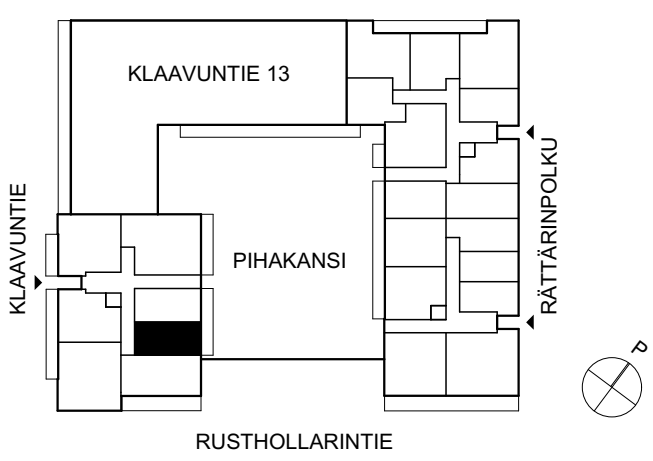 KLAAVUNTIE 13
KLAAVUNTIE
PIHAKANSI
RÄTTÄRINPOLKU
P
RUSTHOLLARINTIE